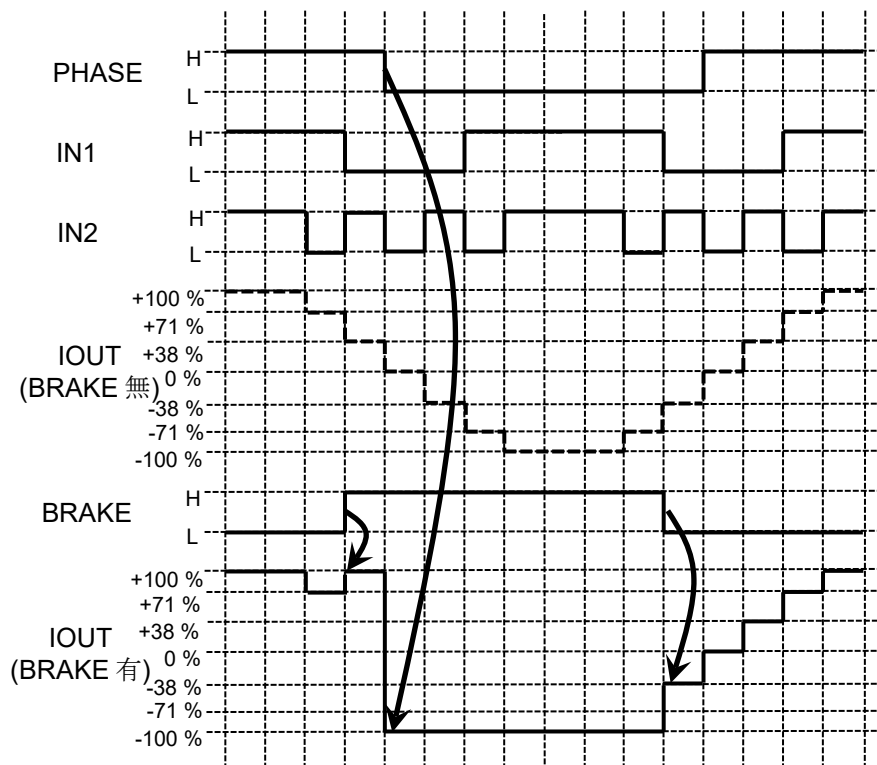 PHASE
H
L
IN1
H
L
IN2
H
L
IOUT
(BRAKE 無)
+100 %
+71 %
+38 %
0 %
-38 %
-71 %
-100 %
BRAKE
H
L
IOUT
(BRAKE 有)
+100 %
+71 %
+38 %
0 %
-38 %
-71 %
-100 %